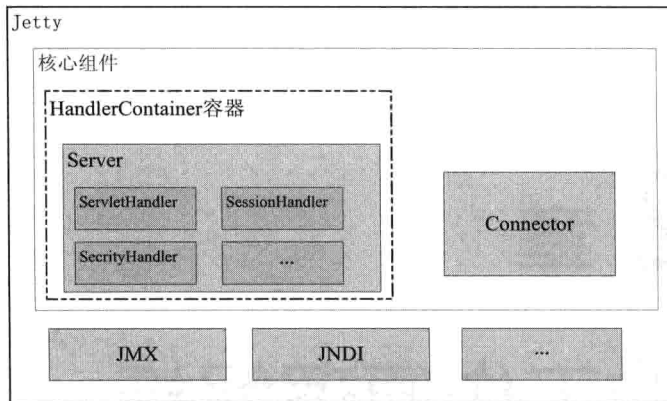 Jetty
核心组件
HandlerContainer容器
Server
ServletHandler
SessionHandler
SecrityHandler
...
Connector
JMX
JNDI
...